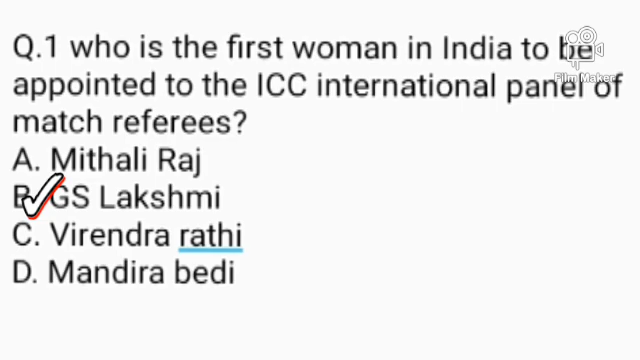 Q.1 who is the first woman in India to be
appointed to the ICC international panel of
match referees?
A. Mithali Raj
B. GS Lakshmi
C. Virendra rathi
D. Mandira bedi
Film Maker